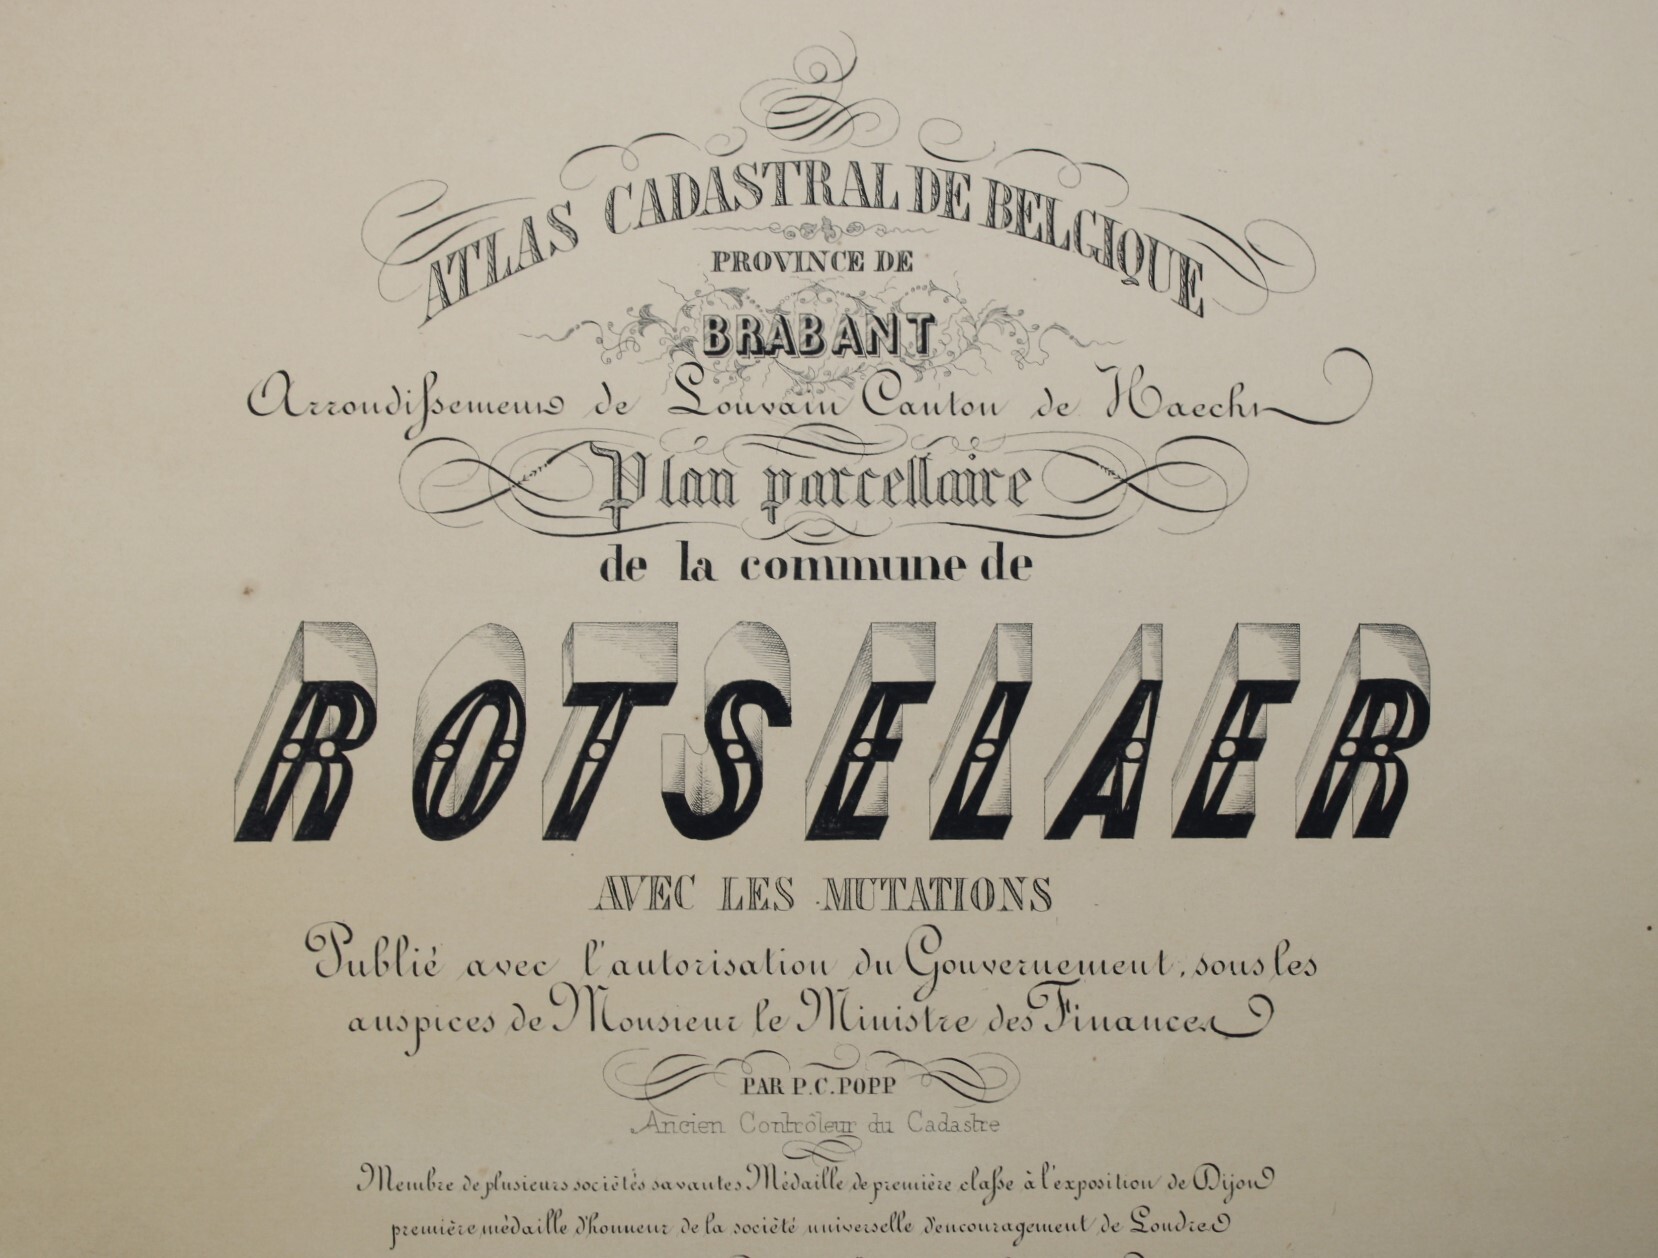 ATLAS CADASTRAL DE BELGIQUE
PROVINCE DE
BRABANT
Arrondissement de Louvain Canton de Haecht
Plan parcellaire
de la commune de
ROTSELAER
AVEC LES MUTATIONS
Publié avec l'autorisation du Gouvernement, sous les
auspices de Monsieur le Ministre des Finances
PAR P.C. POPP
Ancien Contrôleur du Cadastre
Membre de plusieurs sociétés savantes Médaille de première classe à l'exposition de Dijon
première médaille d'honneur de la société universelle d'encouragement de Londres